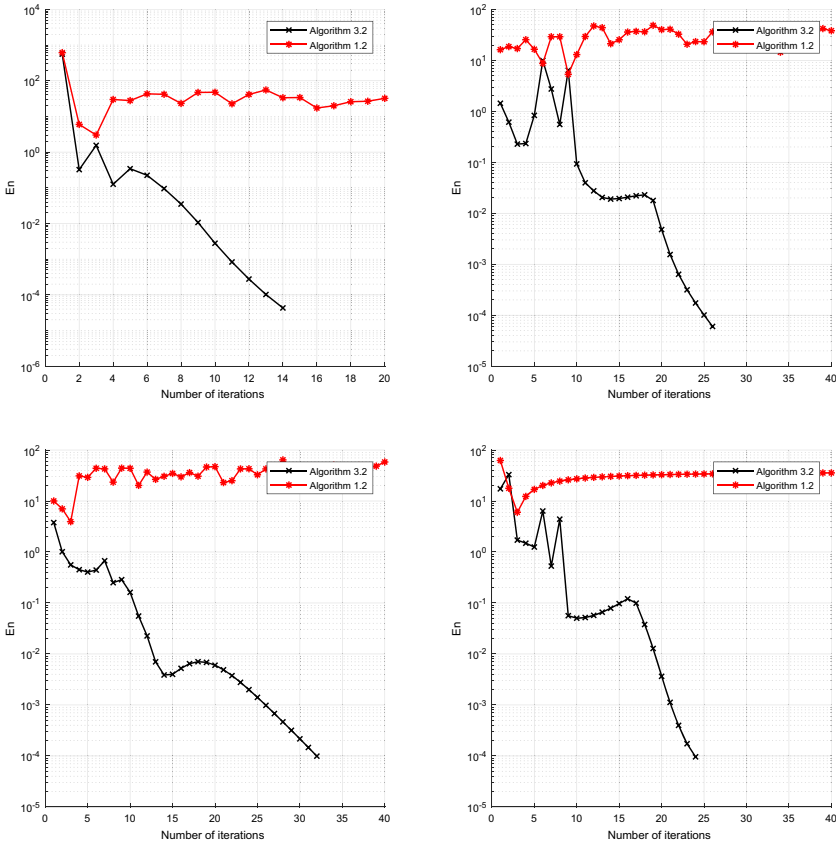 10^4
10^2
10^0
10^-2
10^-4
10^-6
En
0 2 4 6 8 10 12 14 16 18 20
Number of iterations
Algorithm 3.2
Algorithm 1.2
10^2
10^1
10^0
10^-1
10^-2
10^-3
10^-4
10^-5
En
0 5 10 15 20 25 30 35 40
Number of iterations
Algorithm 3.2
Algorithm 1.2
10^2
10^1
10^0
10^-1
10^-2
10^-3
10^-4
10^-5
En
0 5 10 15 20 25 30 35 40
Number of iterations
Algorithm 3.2
Algorithm 1.2
10^2
10^1
10^0
10^-1
10^-2
10^-3
10^-4
10^-5
En
0 5 10 15 20 25 30 35 40
Number of iterations
Algorithm 3.2
Algorithm 1.2